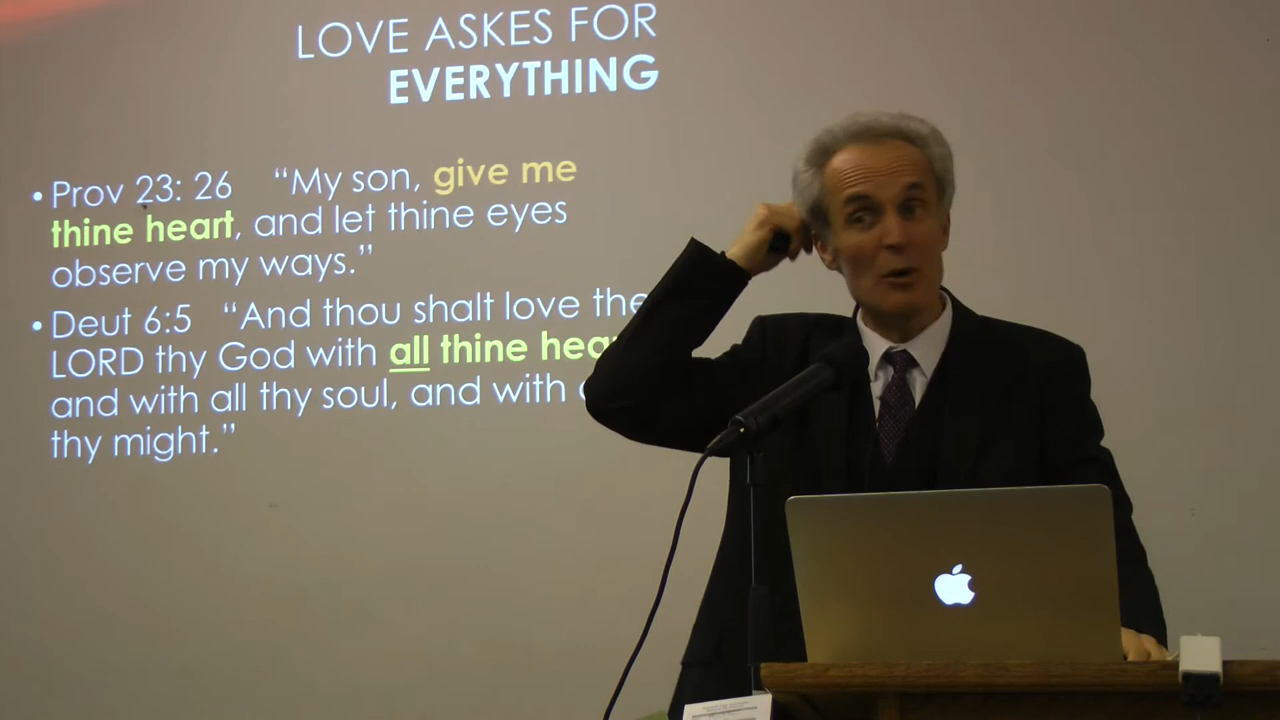 LOVE ASKES FOR
EVERYTHING
• Prov 23: 26 “My son, give me
thine heart, and let thine eyes
observe my ways.”
• Deut 6:5 “And thou shalt love the
LORD thy God with all thine
and with all thy soul, and with
thy might.”